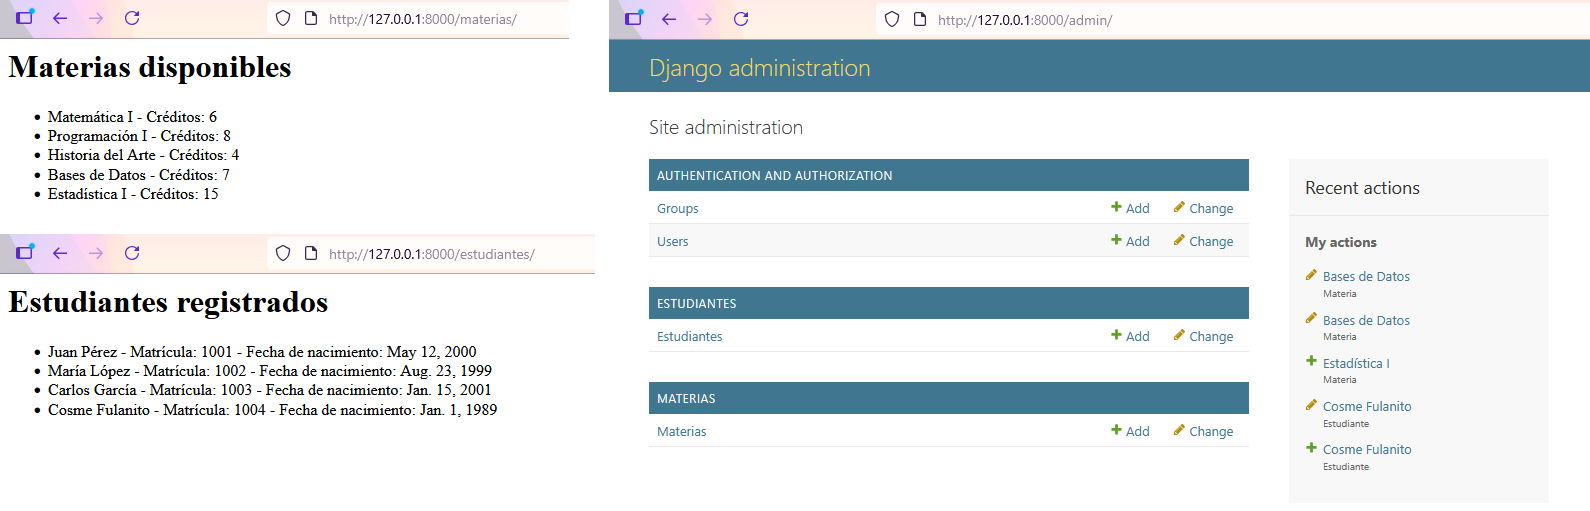 http://127.0.0.1:8000/materias/
Materias disponibles
Matemática I - Créditos: 6
Programación I - Créditos: 8
Historia del Arte - Créditos: 4
Bases de Datos - Créditos: 7
Estadística I - Créditos: 15
http://127.0.0.1:8000/estudiantes/
Estudiantes registrados
Juan Pérez - Matrícula: 1001 - Fecha de nacimiento: May 12, 2000
María López - Matrícula: 1002 - Fecha de nacimiento: Aug. 23, 1999
Carlos García - Matrícula: 1003 - Fecha de nacimiento: Jan. 15, 2001
Cosme Fulanito - Matrícula: 1004 - Fecha de nacimiento: Jan. 1, 1989
http://127.0.0.1:8000/admin/
Django administration
Site administration
AUTHENTICATION AND AUTHORIZATION
Groups Add Change
Users Add Change
ESTUDIANTES
Estudiantes Add Change
MATERIAS
Materias Add Change
Recent actions
My actions
Bases de Datos
Materia
Bases de Datos
Materia
Estadística I
Materia
Cosme Fulanito
Estudiante
Cosme Fulanito
Estudiante